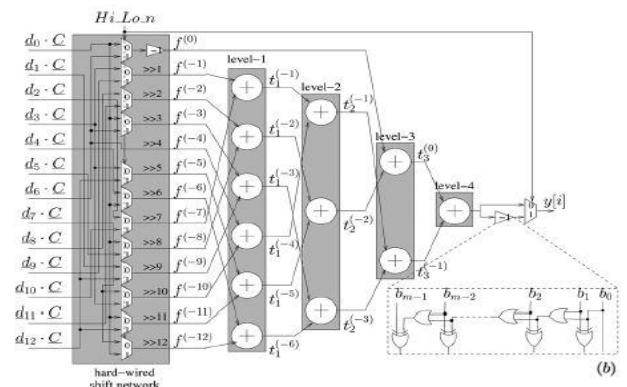 Hi_Lo_n
d₀ · C
f⁽⁰⁾
d₁ · C
>>1
f⁽⁻¹⁾
level-1
d₂ · C
>>2
f⁽⁻²⁾
t₁⁽⁻¹⁾
level-2
d₃ · C
>>3
f⁽⁻³⁾
t₂⁽⁻¹⁾
d₄ · C
>>4
f⁽⁻⁴⁾
t₁⁽⁻²⁾
level-3
d₅ · C
>>5
f⁽⁻⁵⁾
t₁⁽⁻³⁾
t₃⁽⁰⁾
level-4
d₆ · C
>>6
f⁽⁻⁶⁾
d₇ · C
>>7
f⁽⁻⁷⁾
t₂⁽⁻²⁾
y[i]
d₈ · C
>>8
f⁽⁻⁸⁾
t₁⁽⁻⁴⁾
d₉ · C
>>9
f⁽⁻⁹⁾
t₃⁽⁻¹⁾
d₁₀ · C
>>10
f⁽⁻¹⁰⁾
t₁⁽⁻⁵⁾
d₁₁ · C
>>11
f⁽⁻¹¹⁾
t₂⁽⁻³⁾
d₁₂ · C
>>12
f⁽⁻¹²⁾
t₁⁽⁻⁶⁾
bₘ₋₁ bₘ₋₂ b₂ b₁ b₀
hard-wired
shift network
(b)